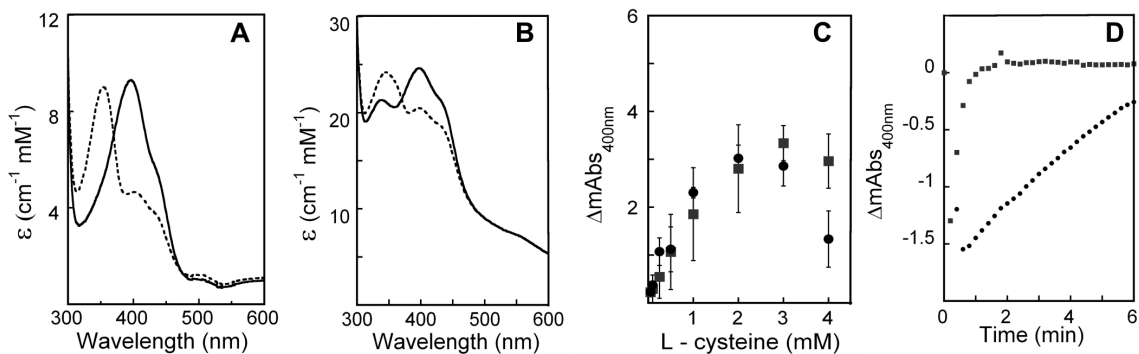 A
12
8
4
ε (cm-1 mM-1)
300 400 500 600
Wavelength (nm)
B
30
20
10
ε (cm-1 mM-1)
300 400 500 600
Wavelength (nm)
C
6
4
2
ΔmAbs400nm
1 2 3 4
L - cysteine (mM)
D
0
-0.5
-1
-1.5
ΔmAbs400nm
0 2 4 6
Time (min)